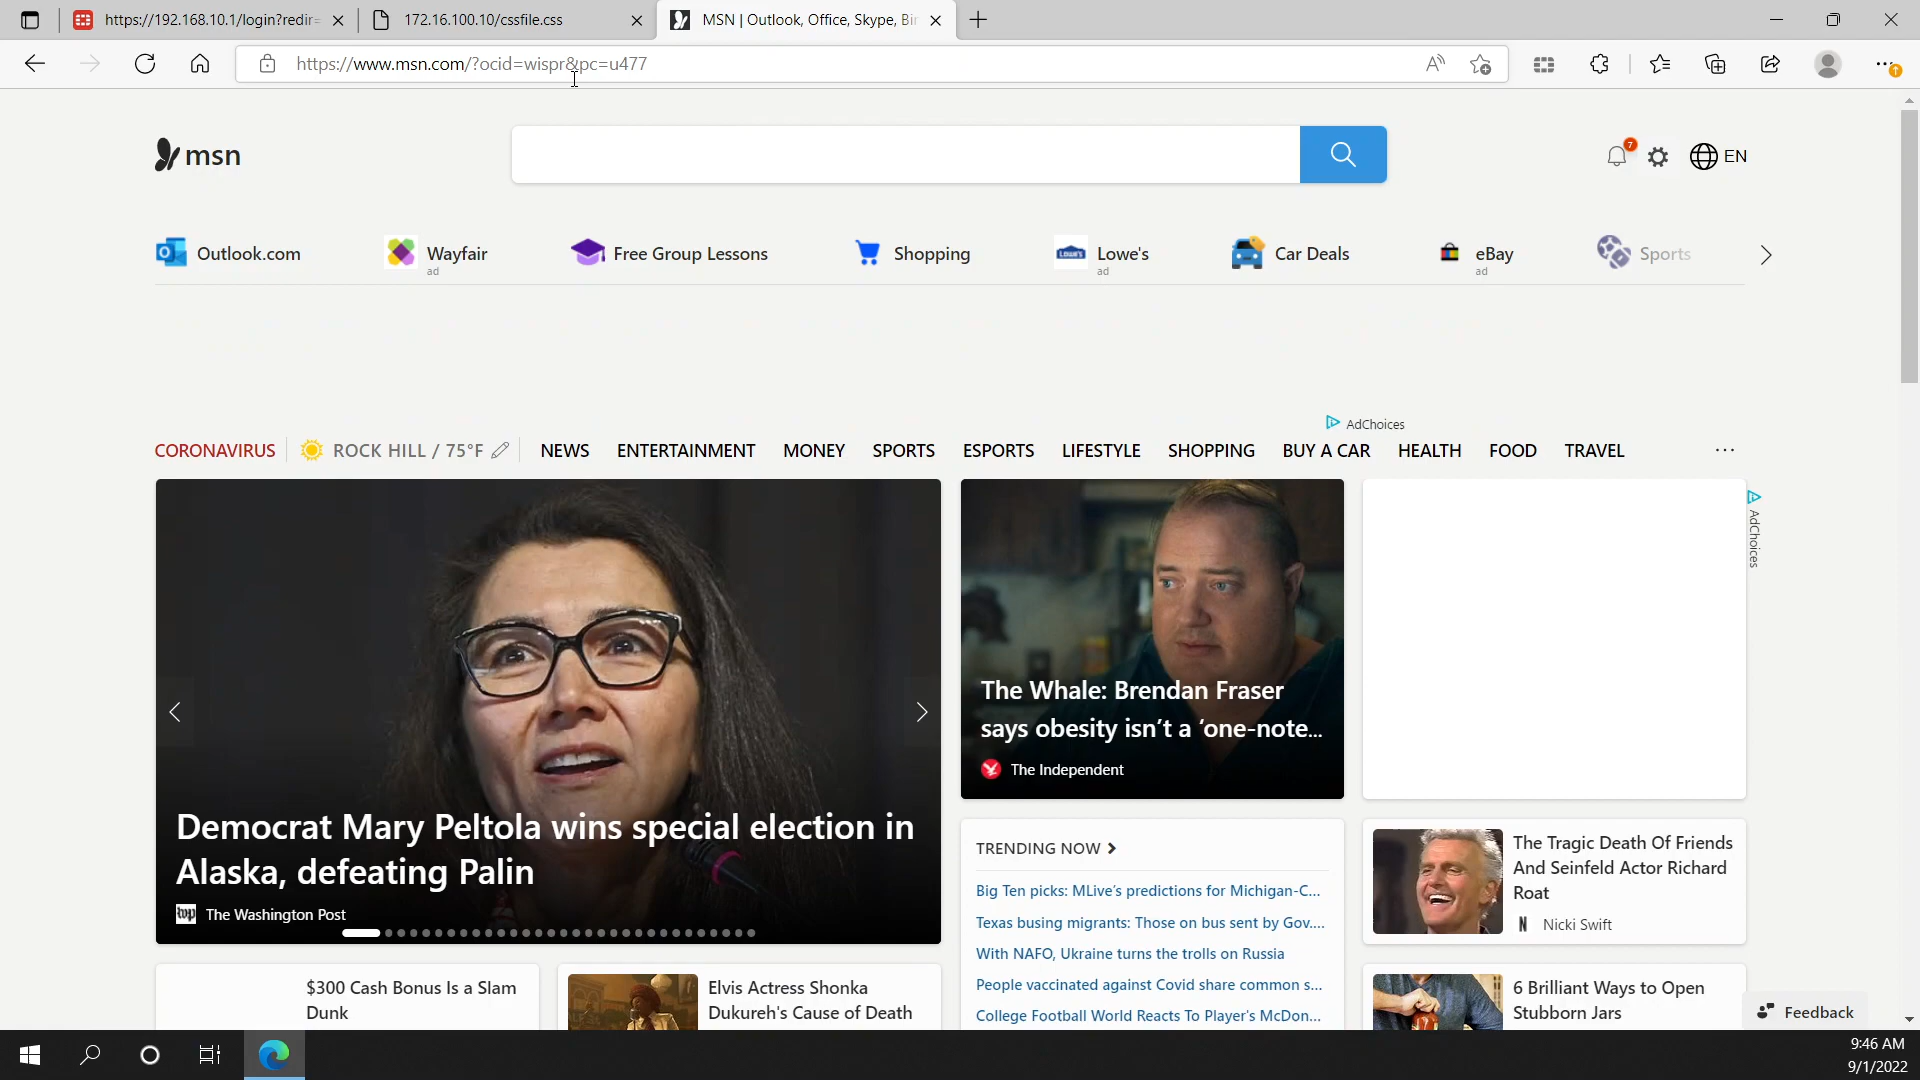 https://192.168.10.1/login?redir=
172.16.100.10/cssfile.css
MSN | Outlook, Office, Skype, Bin
https://www.msn.com/?ocid=wispr&pc=u477
msn
7
EN
Outlook.com
Wayfair
ad
Free Group Lessons
Shopping
Lowe's
ad
Car Deals
eBay
ad
Sports
AdChoices
CORONAVIRUS
ROCK HILL / 75°F
NEWS
ENTERTAINMENT
MONEY
SPORTS
ESPORTS
LIFESTYLE
SHOPPING
BUY A CAR
HEALTH
FOOD
TRAVEL
...
Democrat Mary Peltola wins special election in
Alaska, defeating Palin
wp The Washington Post
The Whale: Brendan Fraser
says obesity isn’t a ‘one-note...
The Independent
AdChoices
TRENDING NOW
Big Ten picks: MLive's predictions for Michigan-C...
Texas busing migrants: Those on bus sent by Gov....
With NAFO, Ukraine turns the trolls on Russia
People vaccinated against Covid share common s...
College Football World Reacts To Player's McDon...
The Tragic Death Of Friends
And Seinfeld Actor Richard
Roat
N Nicki Swift
$300 Cash Bonus Is a Slam
Dunk
Elvis Actress Shonka
Dukureh's Cause of Death
6 Brilliant Ways to Open
Stubborn Jars
Feedback
9:46 AM
9/1/2022